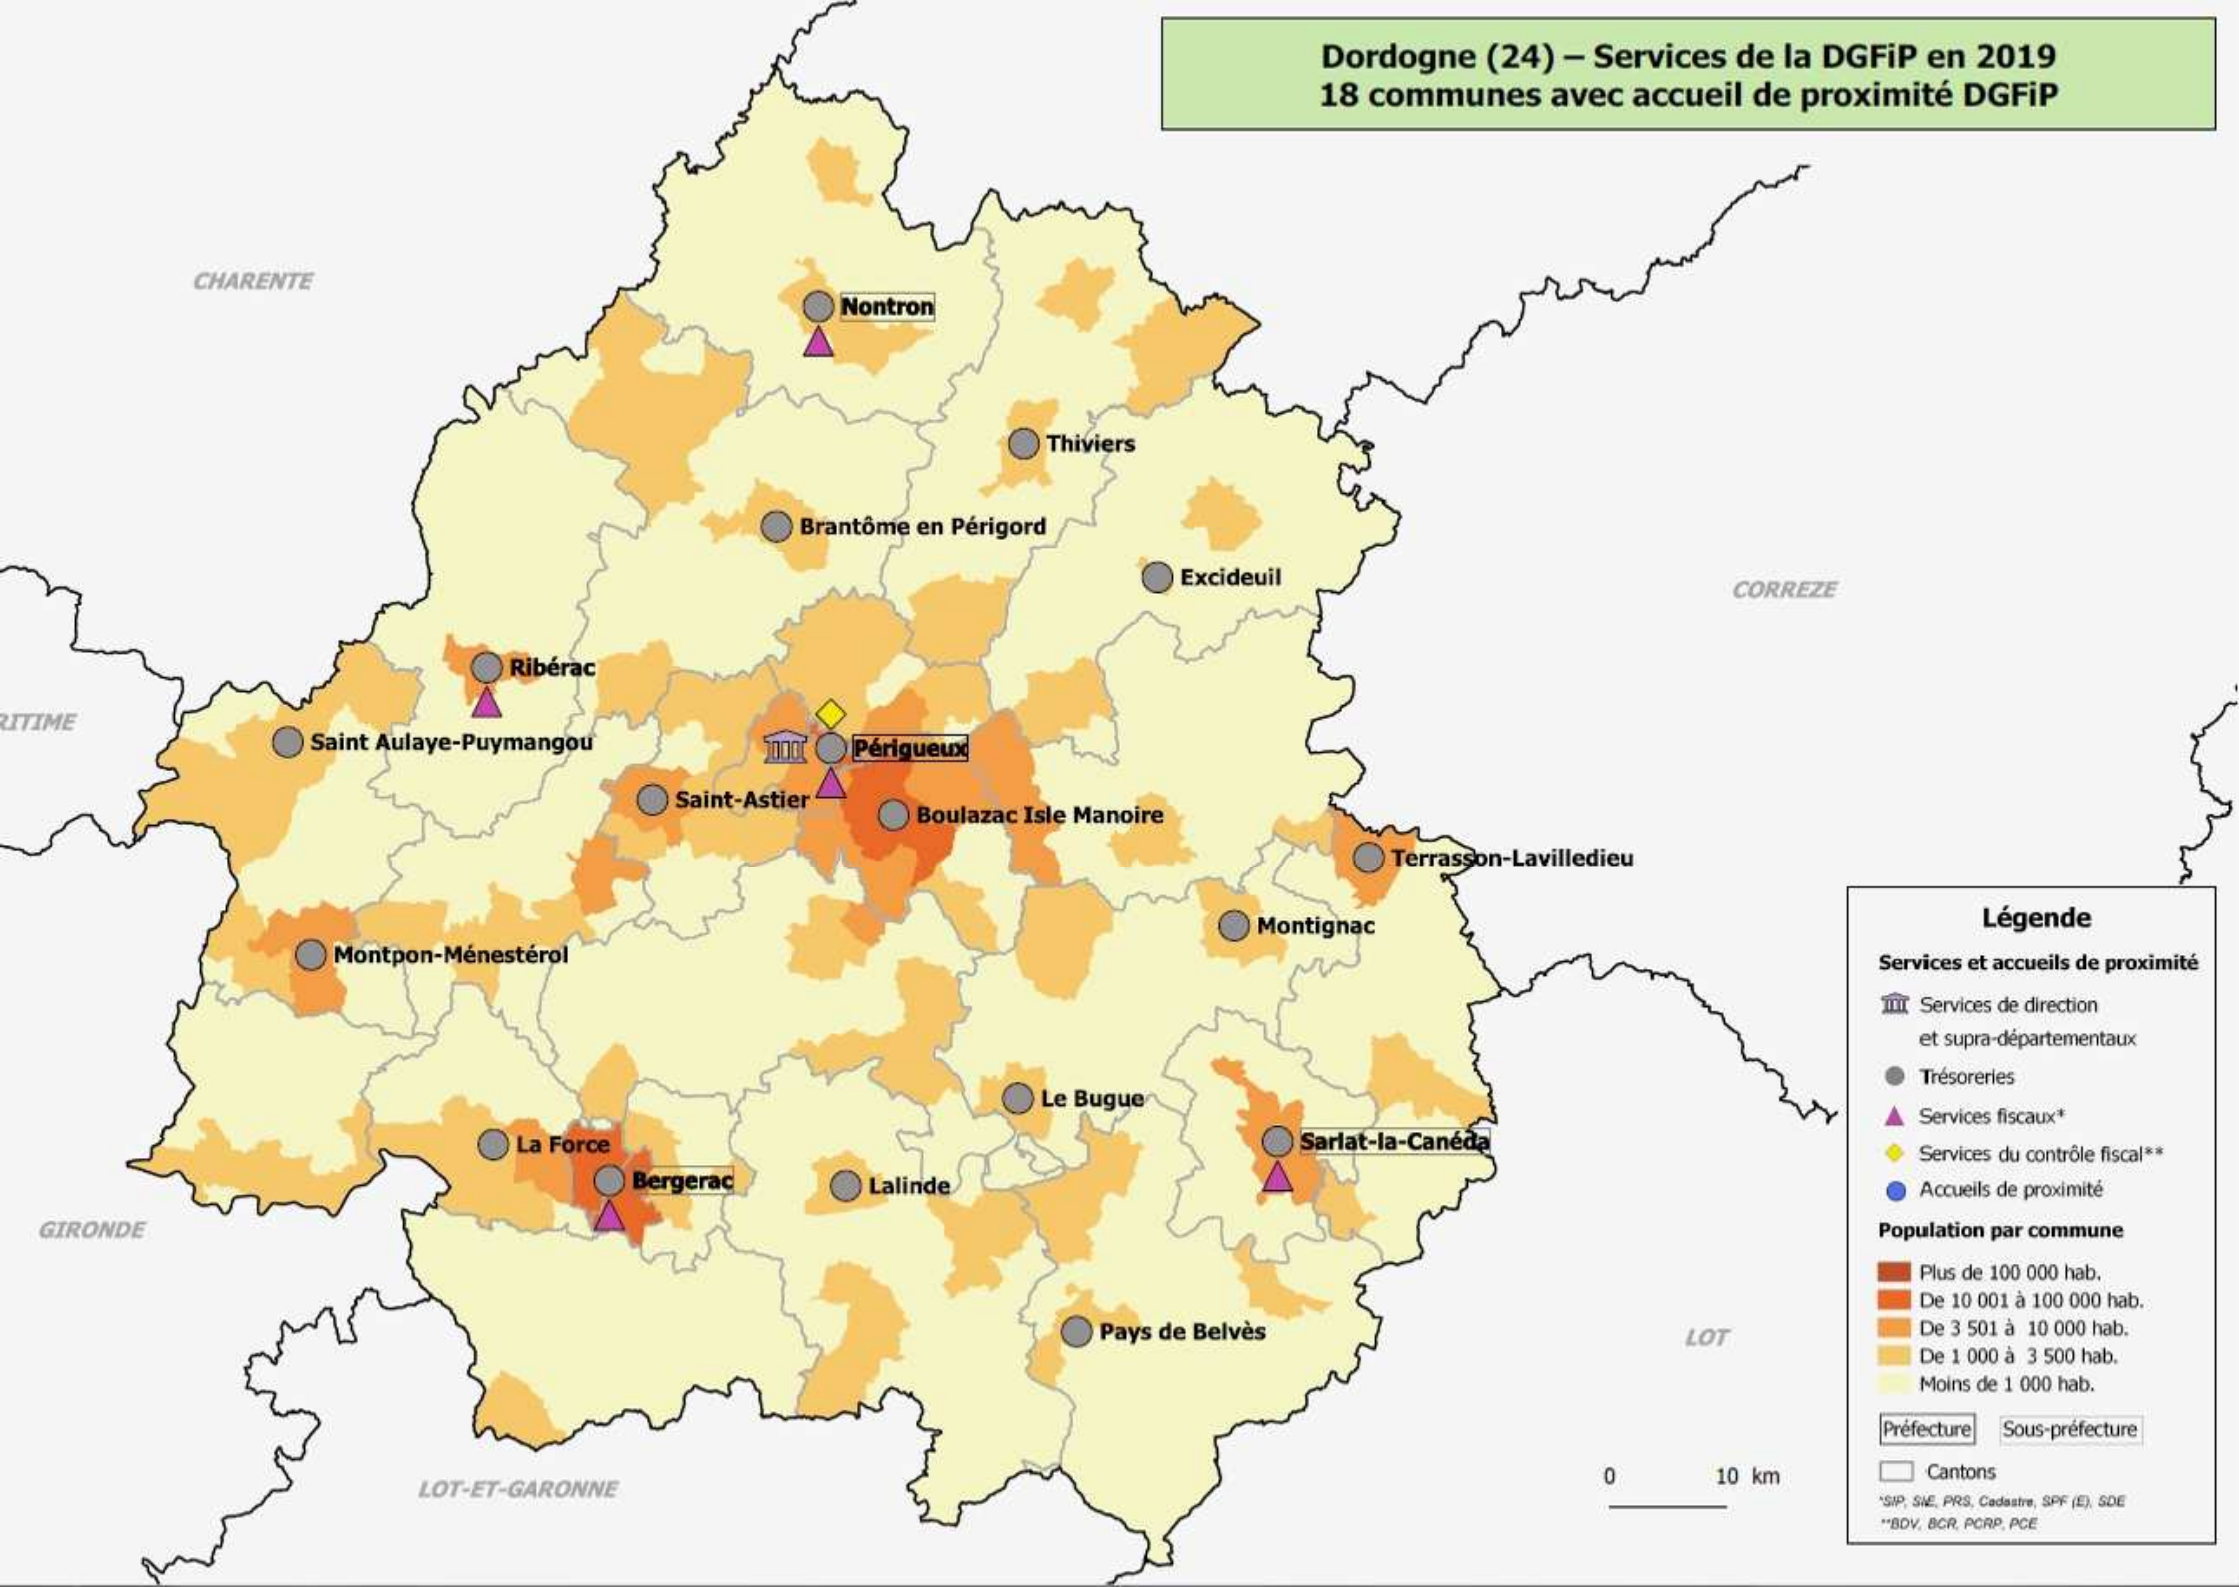 Dordogne (24) – Services de la DGFiP en 2019
18 communes avec accueil de proximité DGFiP
CHARENTE
Nontron
Thiviers
Brantôme en Périgord
Excideuil
CORREZE
Ribérac
RITIME
Saint Aulaye-Puymangou
Périgueux
Saint-Astier
Boulazac Isle Manoire
Terrasson-Lavilledieu
Montignac
Montpon-Ménestérol
Le Bugue
La Force
Sarlat-la-Canéda
Bergerac
Lalinde
GIRONDE
Pays de Belvès
LOT
LOT-ET-GARONNE
0 10 km
Légende
Services et accueils de proximité
Services de direction
et supra-départementaux
Trésoreries
Services fiscaux*
Services du contrôle fiscal**
Accueils de proximité
Population par commune
Plus de 100 000 hab.
De 10 001 à 100 000 hab.
De 3 501 à 10 000 hab.
De 1 000 à 3 500 hab.
Moins de 1 000 hab.
Préfecture Sous-préfecture
Cantons
*SIP, SIE, PRS, Cadastre, SPF (E), SDE
**BDV, BCR, PCRP, PCE